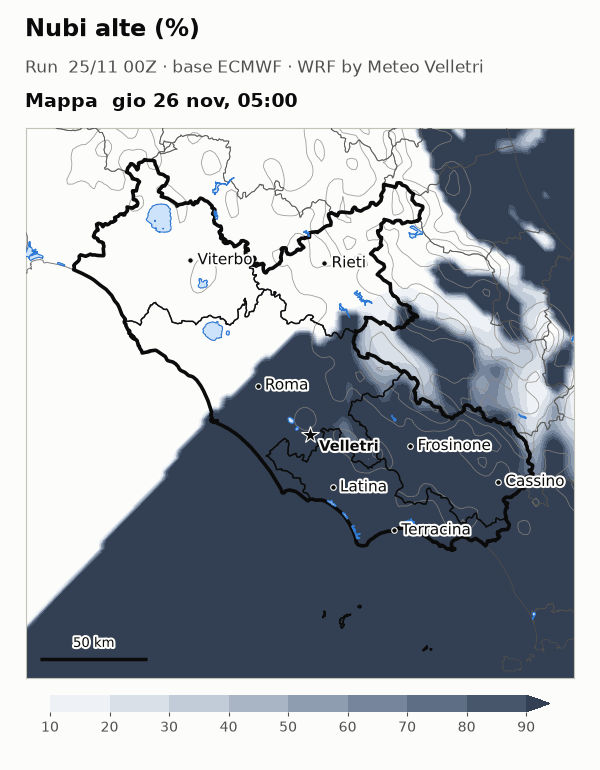 Nubi alte (%)
Run 25/11 00Z · base ECMWF · WRF by Meteo Velletri
Mappa gio 26 nov, 05:00
Viterbo
Rieti
Roma
Velletri
Frosinone
Latina
Cassino
Terracina
50 km
10 20 30 40 50 60 70 80 90